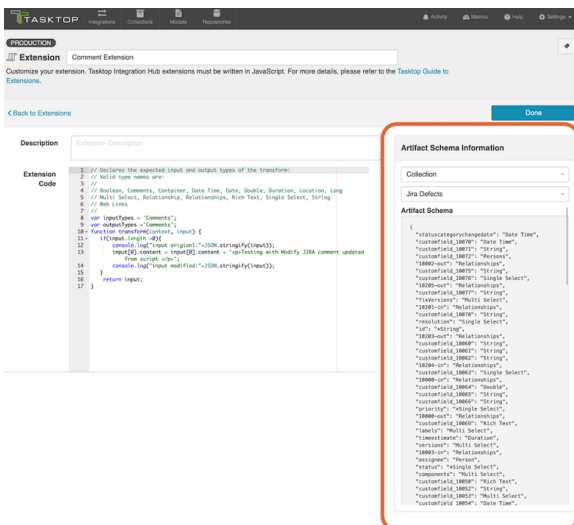 TASKTOP
Integrations
Collections
Models
Repositories
Activity
Metrics
Help
Settings
PRODUCTION
Extension
Comment Extension
Customize your extension. Tasktop Integration Hub extensions must be written in JavaScript. For more details, please refer to the Tasktop Guide to
Extensions.
Back to Extensions
Done
Description
Extension Description
Extension
Code
1 // Declares the expected input and output types of the transform:
2 // Valid type names are:
3 //
4 // Boolean, Comments, Container, Date Time, Date, Double, Duration, Location, Long
5 // Multi Select, Relationship, Relationships, Rich Text, Single Select, String
6 // Web Links
7 //
8 var inputTypes = 'Comments';
9 var outputTypes ='Comments';
10 function transform(context, input) {
11 if(input.length >0){
12 console.log("input origianl:"+JSON.stringify(input));
13 input[0].content = input[0].content + '<p>Testing with Modify JIRA comment updated
from script </p>';
14 console.log("input modified:"+JSON.stringify(input));
15 }
16 return input;
17 }
Artifact Schema Information
Collection
Jira Defects
Artifact Schema
{
"statuscategorychangedate": "Date Time",
"customfield_10070": "Date Time",
"customfield_10071": "String",
"customfield_10072": "Persons",
"10002-out": "Relationships",
"customfield_10075": "String",
"customfield_10076": "Single Select",
"10205-out": "Relationships",
"customfield_10077": "String",
"fixVersions": "Multi Select",
"10201-in": "Relationships",
"customfield_10078": "String",
"resolution": "Single Select",
"id": "*String",
"10203-out": "Relationships",
"customfield_10060": "String",
"customfield_10061": "String",
"customfield_10062": "String",
"10204-in": "Relationships",
"customfield_10063": "Single Select",
"10000-in": "Relationships",
"customfield_10064": "Double",
"customfield_10065": "String",
"customfield_10066": "String",
"priority": "*Single Select",
"10000-out": "Relationships",
"customfield_10069": "Rich Text",
"labels": "Multi Select",
"timeestimate": "Duration",
"versions": "Multi Select",
"10003-in": "Relationships",
"assignee": "Person",
"status": "*Single Select",
"components": "Multi Select",
"customfield_10050": "Rich Text",
"customfield_10052": "String",
"customfield_10053": "Multi Select",
"customfield_10054": "Date Time",